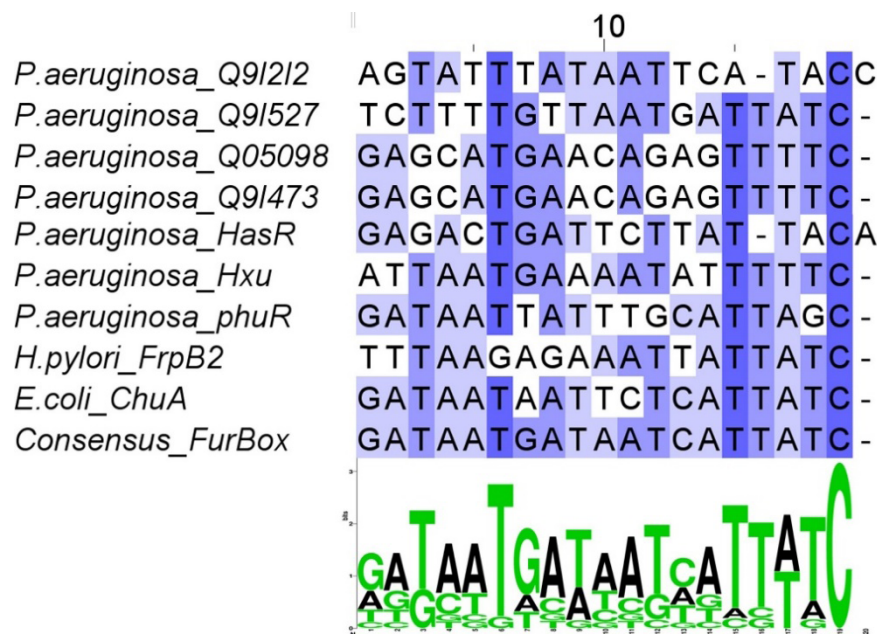 10
P.aeruginosa_Q9I2I2 AGTATTTATAATTCA-TACC
P.aeruginosa_Q9I527 TCTTTTGTTAATGATTATC-
P.aeruginosa_Q05098 GAGCATGAACAGAGTTTTC-
P.aeruginosa_Q9I473 GAGCATGAACAGAGTTTTC-
P.aeruginosa_HasR GAGACTGATTCTTAT-TACA
P.aeruginosa_Hxu ATTAATGAAAATATTTTTC-
P.aeruginosa_phuR GATAATTATTTGCATTAGC-
H.pylori_FrpB2 TTTAAGAGAAATTATTATC-
E.coli_ChuA GATAATAATTCTCATTATC-
Consensus_FurBox GATAATGATAATCATTATC-
GATAATGATAATCATTATC